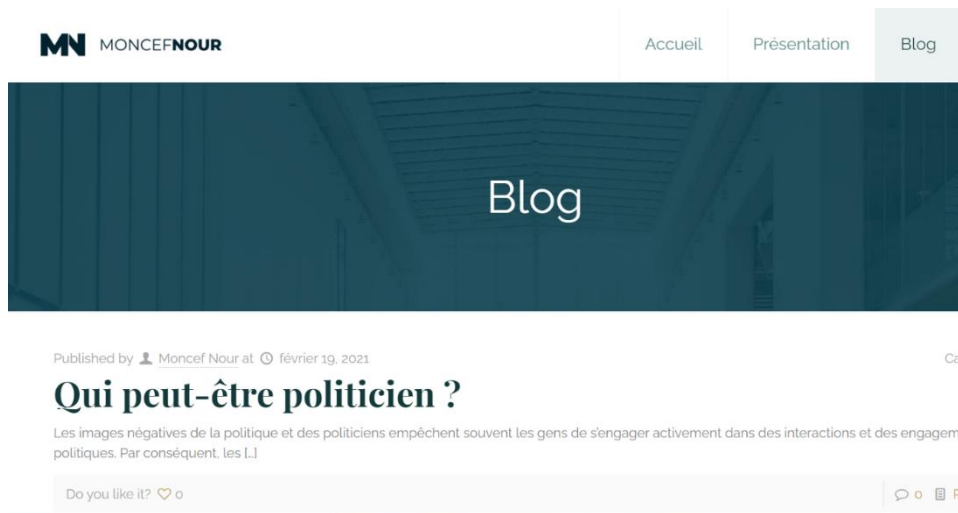 MN MONCEFNOUR
Accueil Présentation Blog
Blog
Published by Moncef Nour at février 19, 2021
Qui peut-être politicien ?
Les images négatives de la politique et des politiciens empêchent souvent les gens de s'engager activement dans des interactions et des
politiques. Par conséquent, les [...]
Do you like it? 0 0